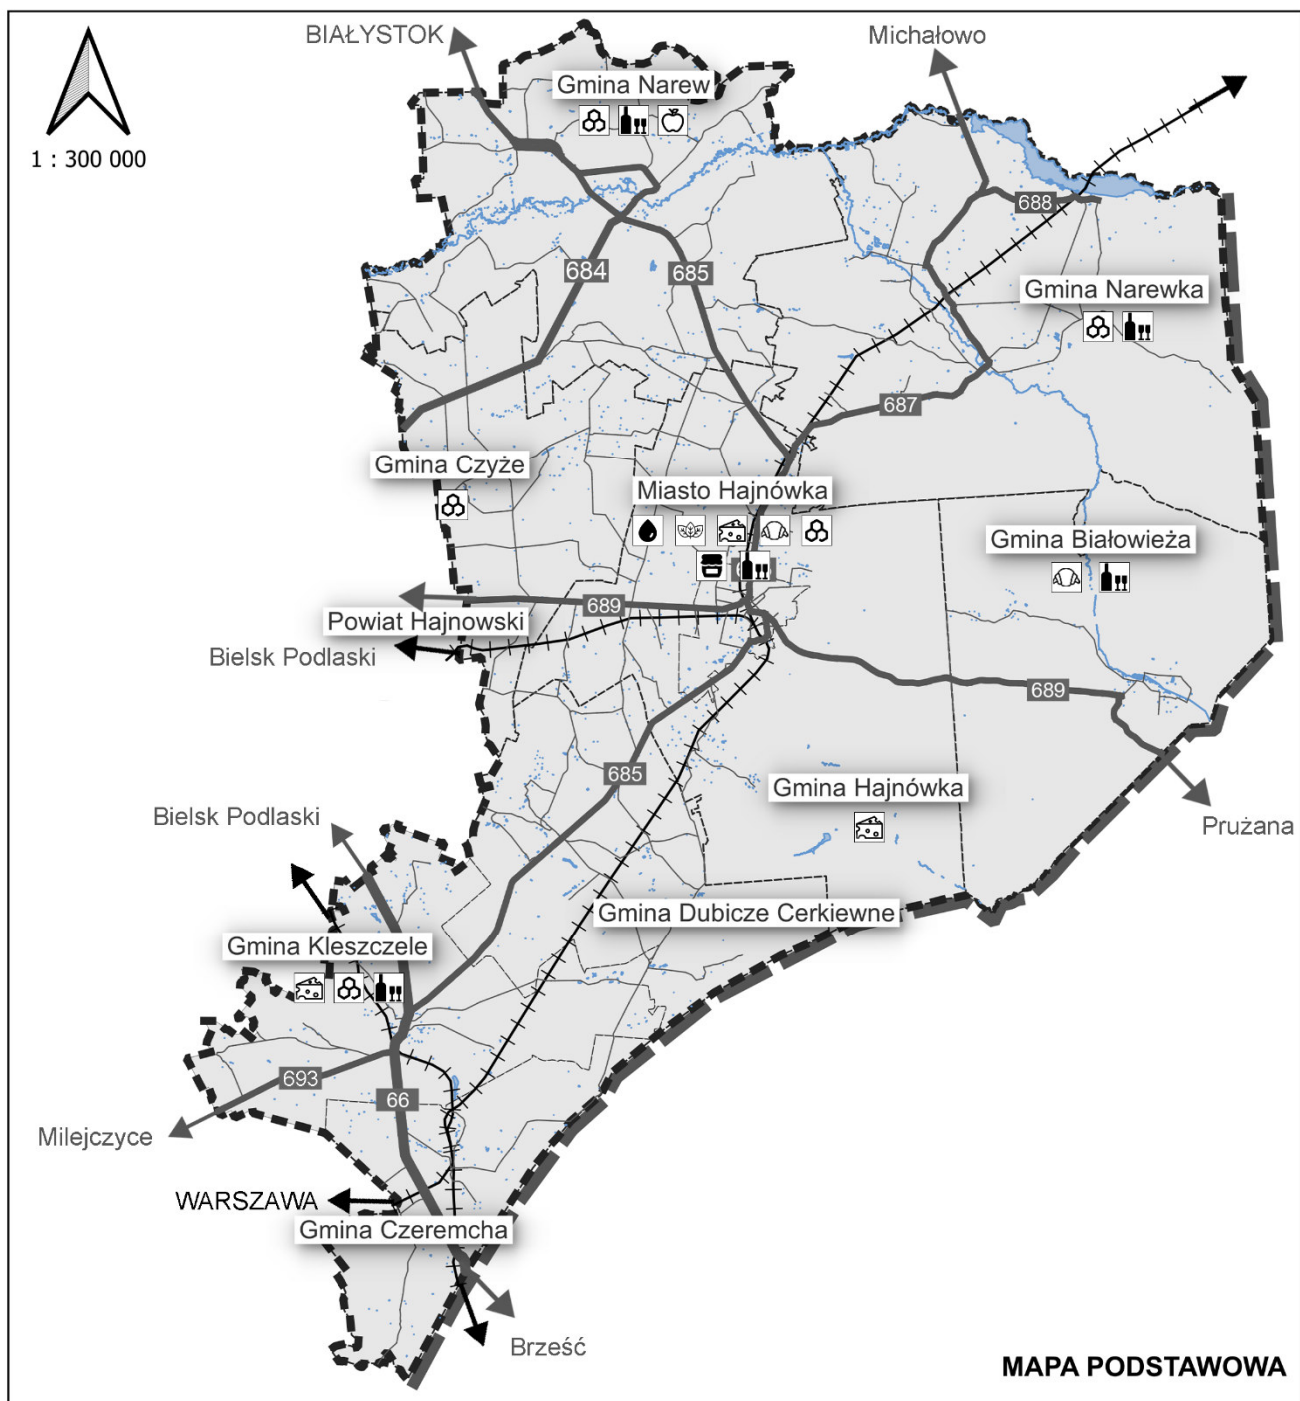 BIAŁYSTOK
Michałowo
Gmina Narew
1 : 300 000
688
684
685
Gmina Narewka
687
Gmina Czyże
Miasto Hajnówka
Gmina Białowieża
689
Powiat Hajnowski
Bielsk Podlaski
689
685
Gmina Hajnówka
Bielsk Podlaski
Prużana
Gmina Dubicze Cerkiewne
Gmina Kleszczele
693
66
Milejczyce
WARSZAWA
Gmina Czeremcha
Brześć
MAPA PODSTAWOWA